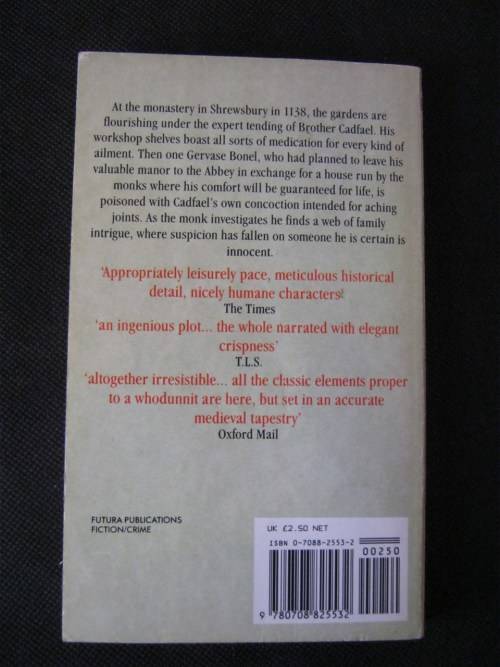 At the monastery in Shrewsbury in 1138, the gardens are
flourishing under the expert tending of Brother Cadfael. His
workshop shelves boast all sorts of medication for every kind of
ailment. Then one Gervase Bonel, who had planned to leave his
valuable manor to the Abbey in exchange for a house run by the
monks where his comfort will be guaranteed for life, is
poisoned with Cadfael's own concoction intended for aching
joints. As the monk investigates he finds a web of family
intrigue, where suspicion has fallen on someone he is certain is
innocent.
'Appropriately leisurely pace, meticulous historical
detail, nicely humane characters.'
The Times
'an ingenious plot... the whole narrated with elegant
crispness'
T.L.S.
'altogether irresistible... all the classic elements proper
to a whodunnit are here, but set in an accurate
medieval tapestry'
Oxford Mail
FUTURA PUBLICATIONS
FICTION/CRIME
UK £2.50 NET
ISBN 0-7088-2553-2
00250
9 780708 825532